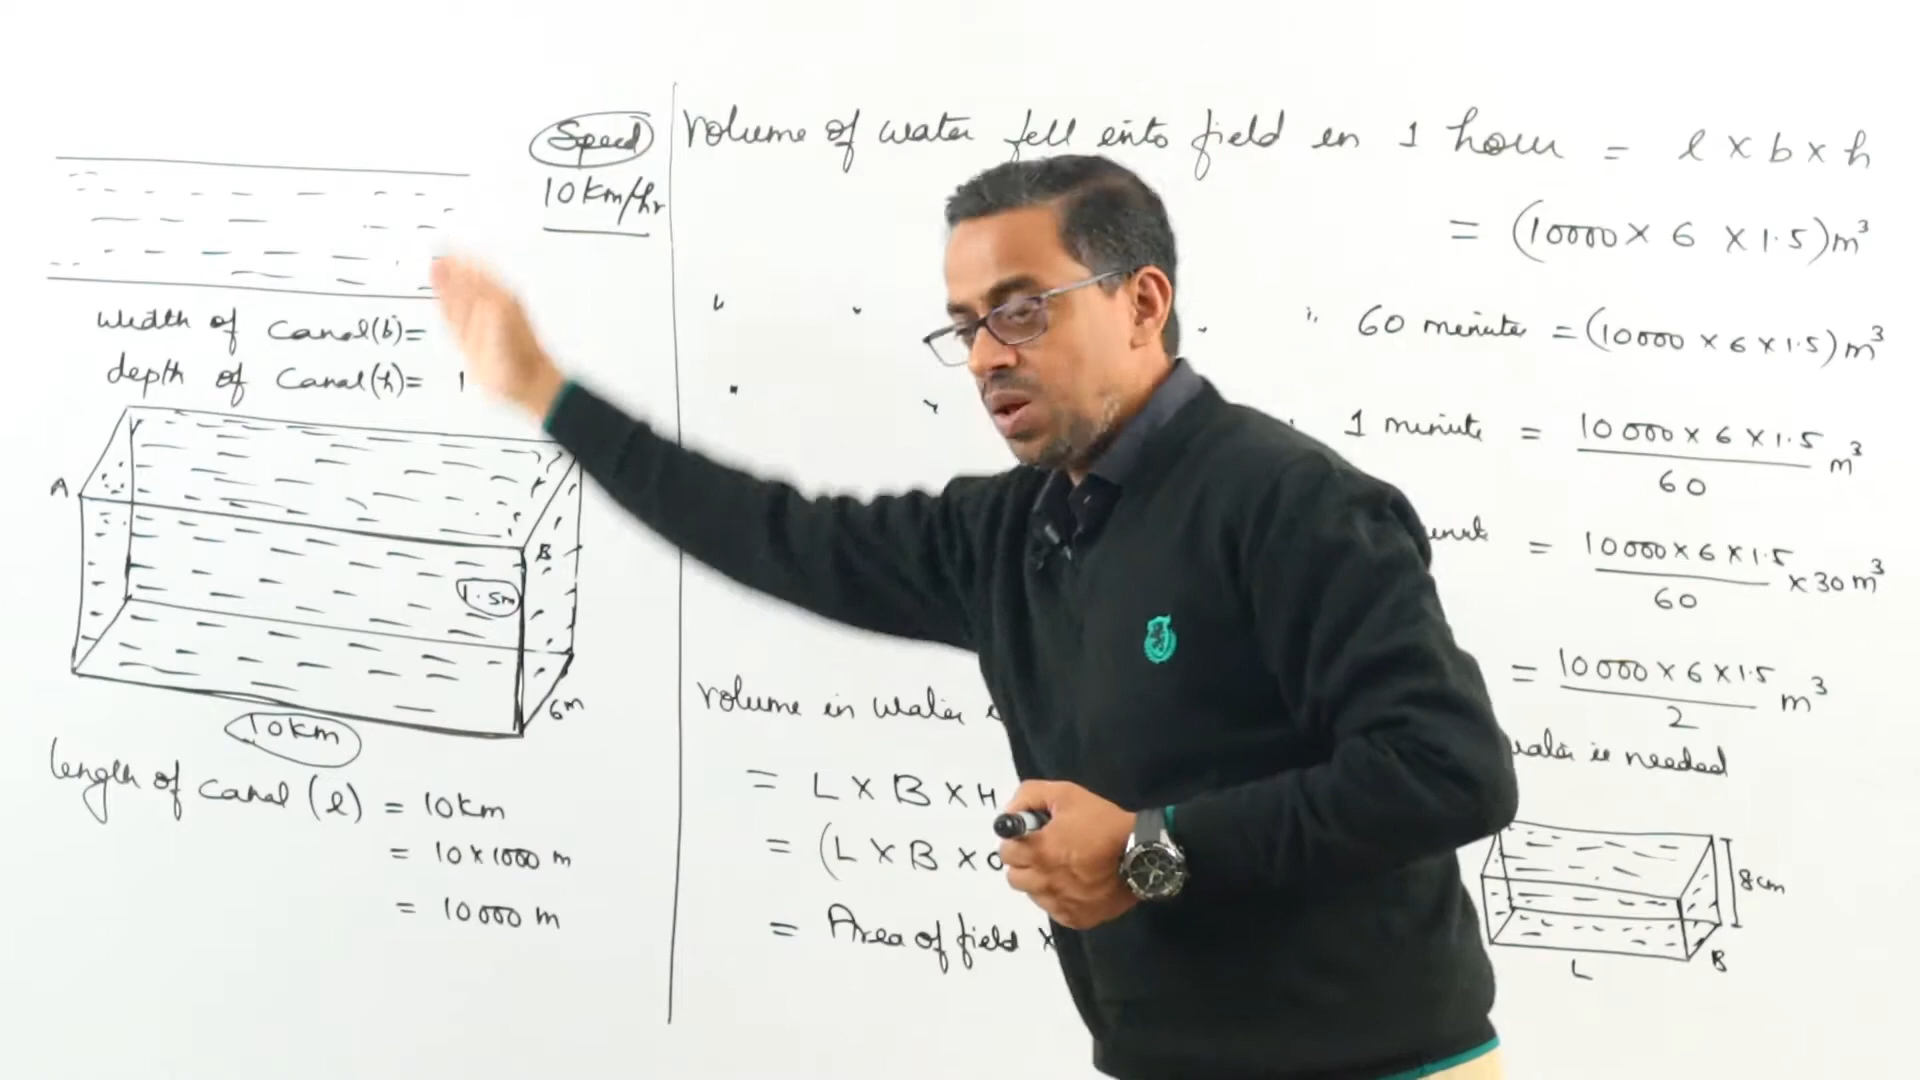 Speed
10 km/hr
width of canal(b)=
depth of canal(h)= 1
A
B
1.5m
6m
10km
length of canal (l) = 10km
= 10×1000 m
= 10000 m
Volume of water fell into field in 1 hour = l × b × h
= (10000 × 6 × 1.5)m³
60 minute = (10000 × 6 × 1.5)m³
1 minute = 10000 × 6 × 1.5 m³
60
= 10000 × 6 × 1.5 × 30 m³
60
= 10000 × 6 × 1.5 m³
2
volume in water
water is needed
= L × B × H
= (L × B × 0
= Area of field ×
8cm
L
B